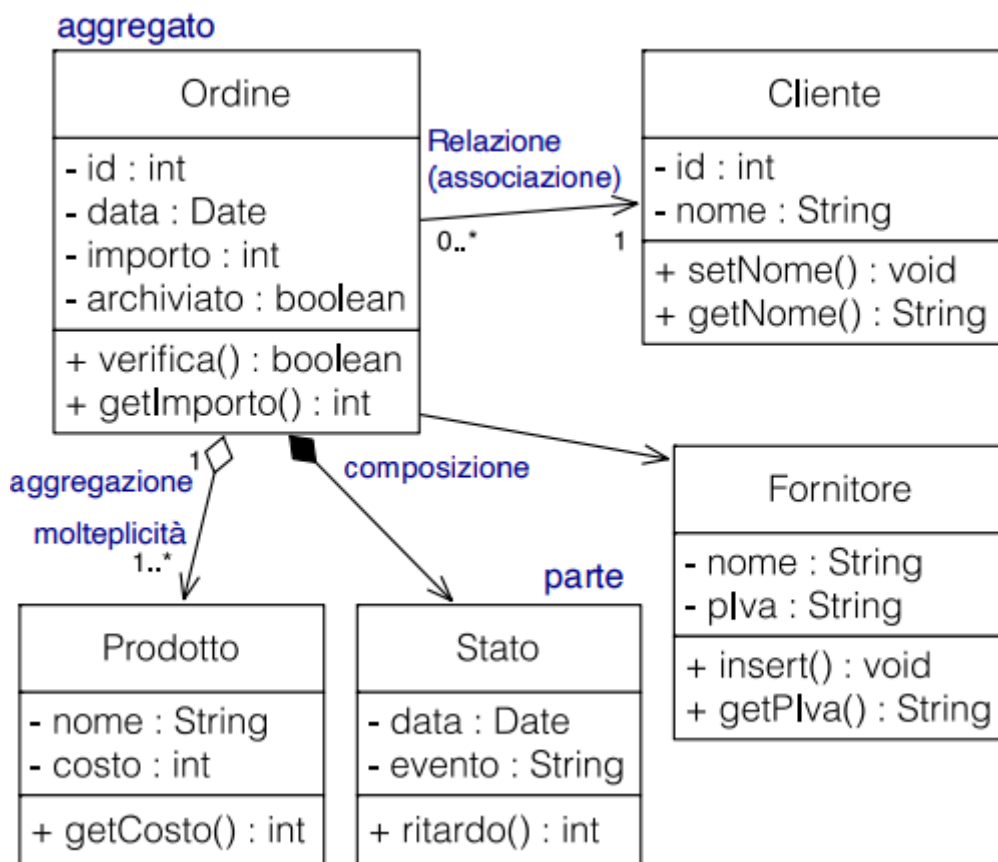 aggregato
Ordine
- id : int
- data : Date
- importo : int
- archiviato : boolean
+ verifica() : boolean
+ getImporto() : int
Relazione
(associazione)
0..*
1
Cliente
- id : int
- nome : String
+ setNome() : void
+ getNome() : String
1
aggregazione
molteplicità
1..*
composizione
parte
Fornitore
- nome : String
- pIva : String
+ insert() : void
+ getPIva() : String
Prodotto
- nome : String
- costo : int
+ getCosto() : int
Stato
- data : Date
- evento : String
+ ritardo() : int